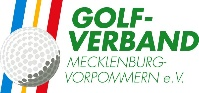 GOLF-
VERBAND
MECKLENBURG-
VORPOMMERN e.V.